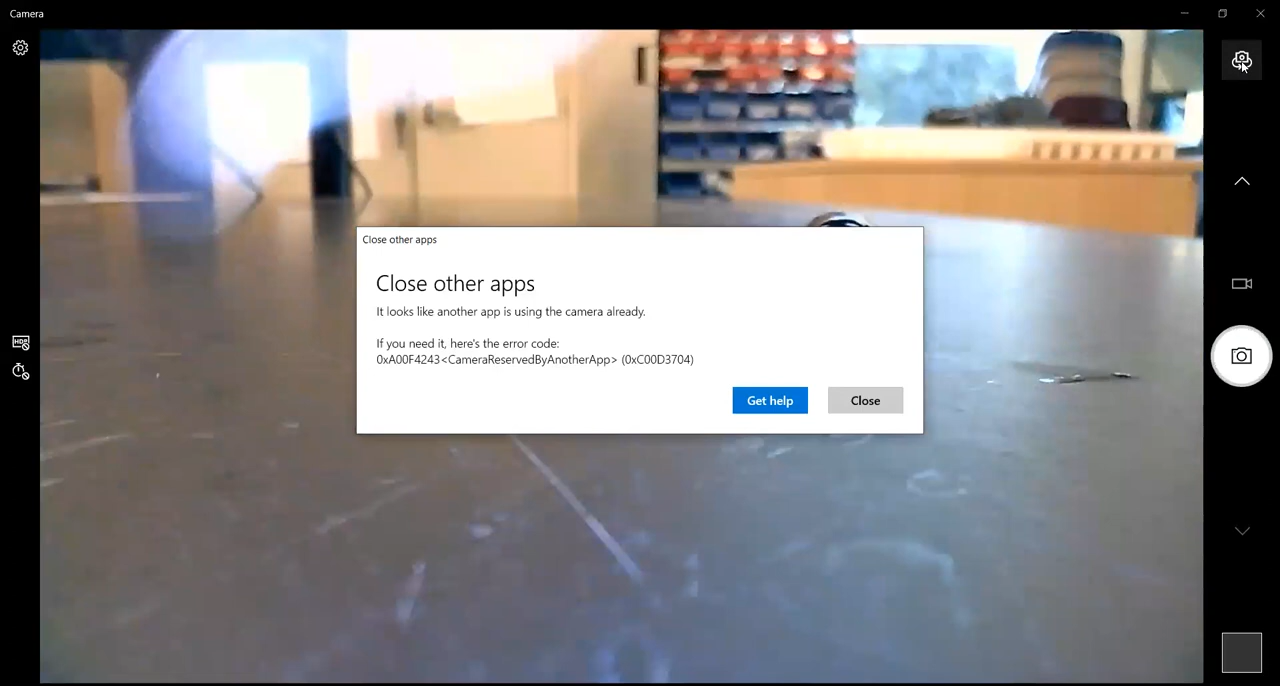 Camera
Close other apps
Close other apps
It looks like another app is using the camera already.
If you need it, here's the error code:
0xA00F4243<CameraReservedByAnotherApp> (0xC00D3704)
Get help
Close
HDR